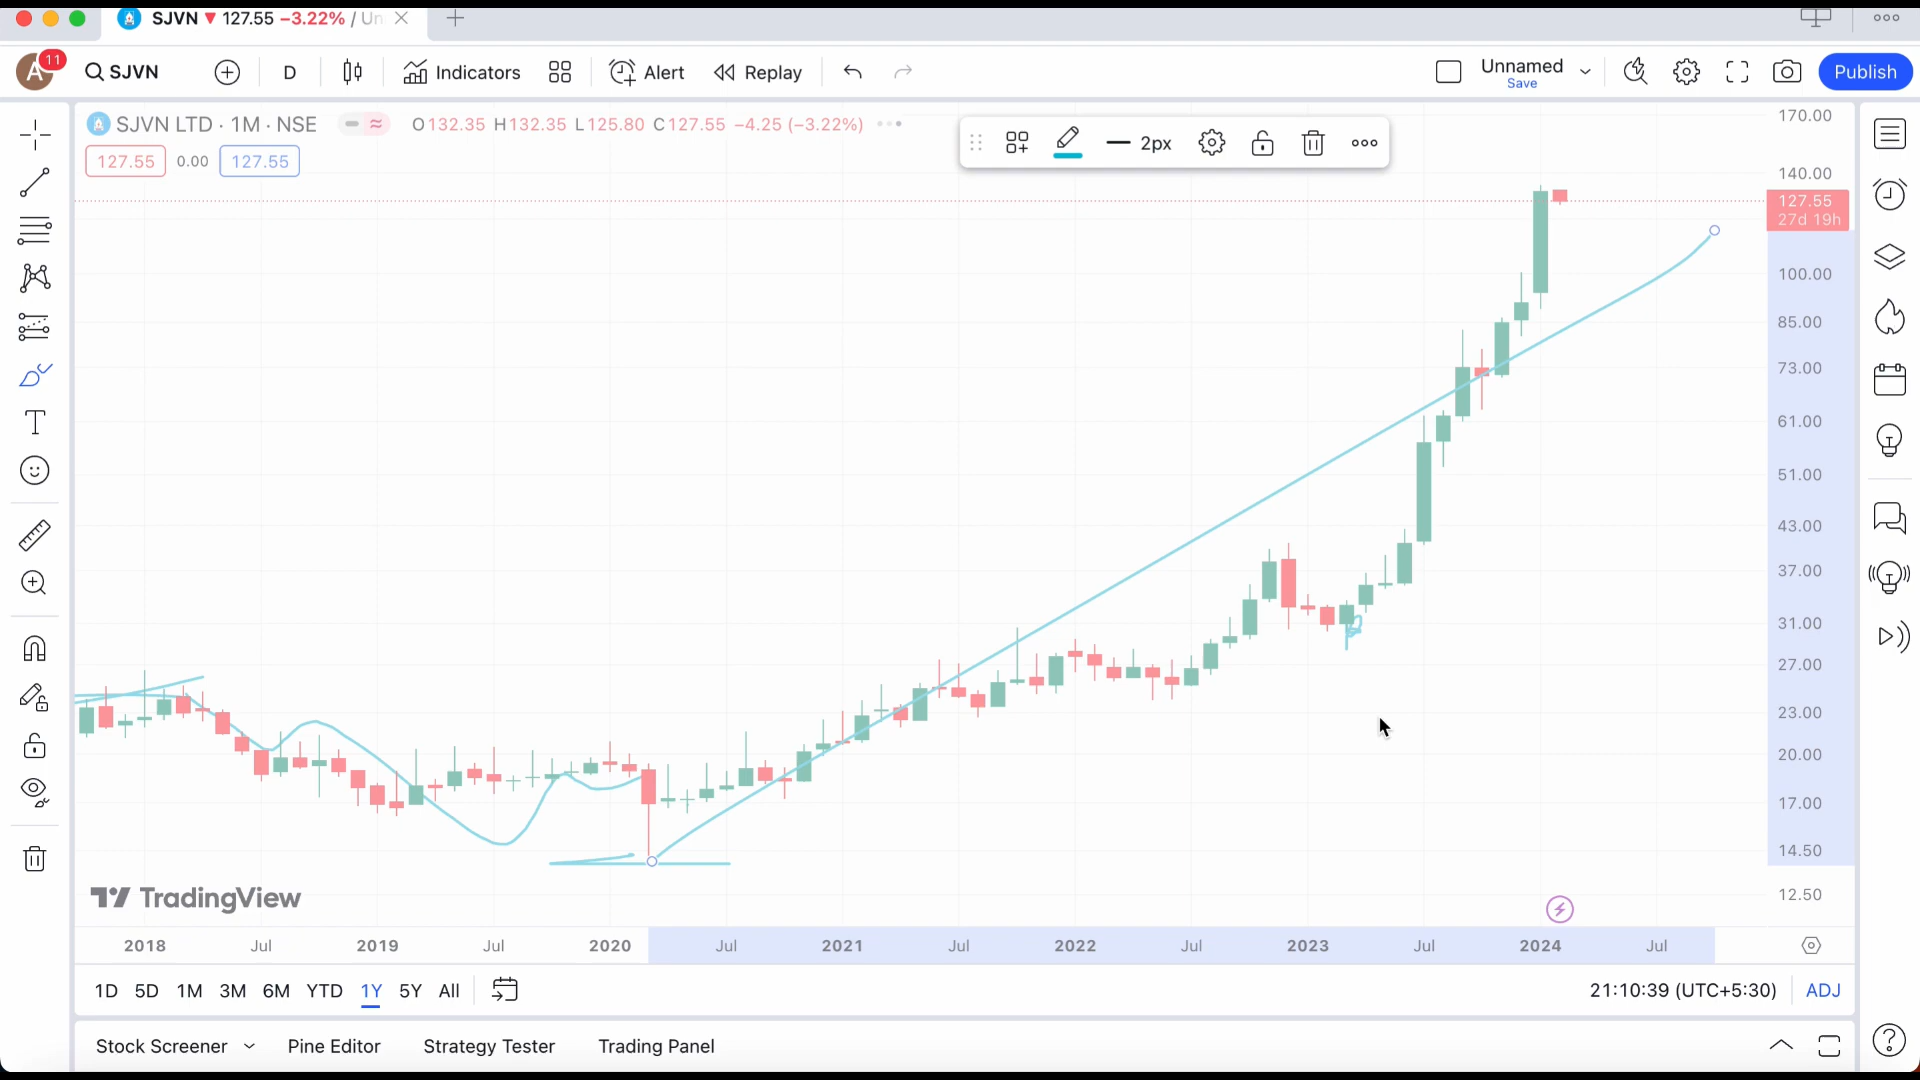 SJVN ▼ 127.55 −3.22% / Un
A 11 SJVN D Indicators Alert Replay Unnamed Save Publish
SJVN LTD · 1M · NSE O132.35 H132.35 L125.80 C127.55 −4.25 (−3.22%)
127.55 0.00 127.55
2px
170.00
140.00
127.55
27d 19h
100.00
85.00
73.00
61.00
51.00
43.00
37.00
31.00
27.00
23.00
20.00
17.00
14.50
12.50
TradingView
2018 Jul 2019 Jul 2020 Jul 2021 Jul 2022 Jul 2023 Jul 2024 Jul
1D 5D 1M 3M 6M YTD 1Y 5Y All 21:10:39 (UTC+5:30) ADJ
Stock Screener Pine Editor Strategy Tester Trading Panel